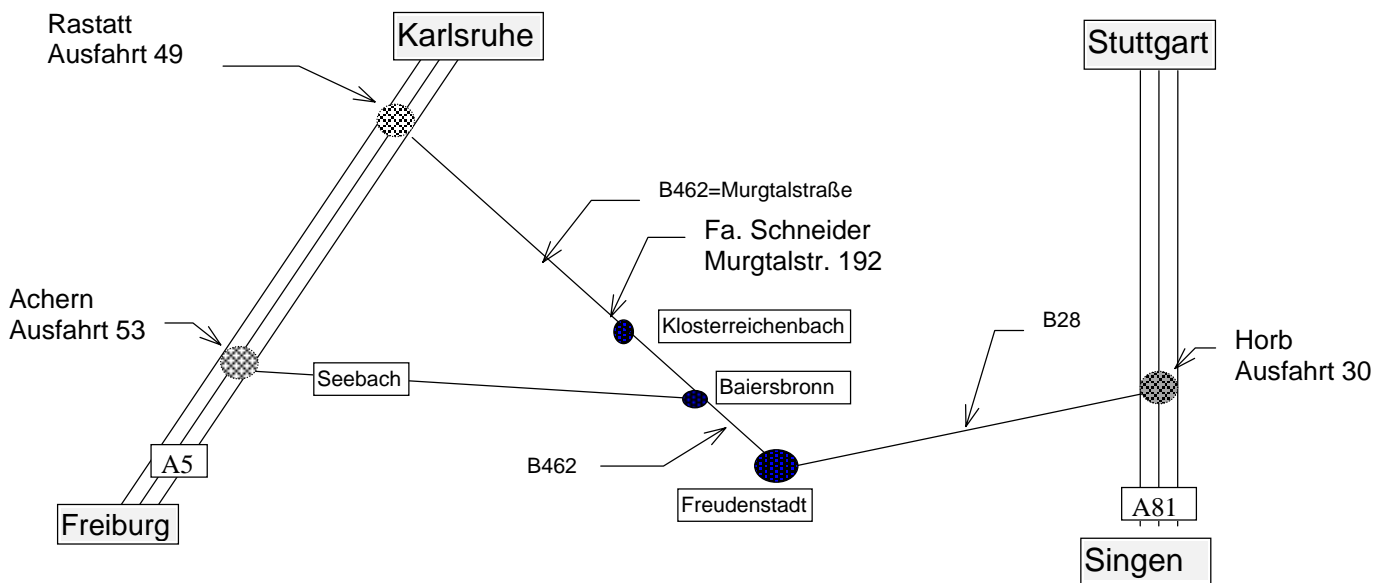 Rastatt
Ausfahrt 49
Karlsruhe
Stuttgart
B462=Murgtalstraße
Fa. Schneider
Murgtalstr. 192
Achern
Ausfahrt 53
Klosterreichenbach
B28
Horb
Ausfahrt 30
Seebach
Baiersbronn
A5
B462
Freudenstadt
A81
Freiburg
Singen